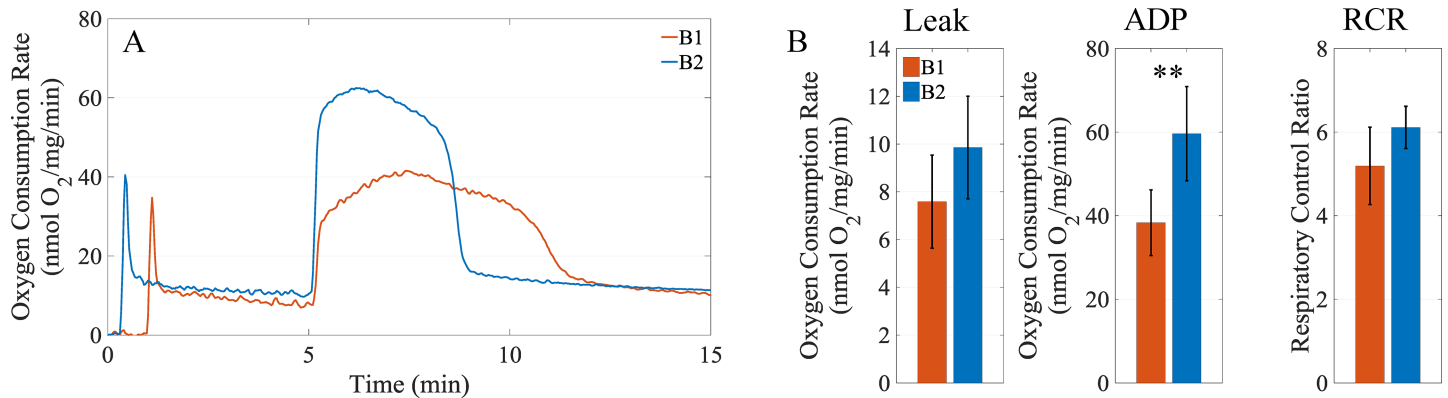 A
B1
B2
80
60
40
20
0
0
5
10
15
Time (min)
Oxygen Consumption Rate
(nmol O2/mg/min)
B
Leak
B1
B2
14
12
10
8
6
4
2
0
Oxygen Consumption Rate
(nmol O2/mg/min)
ADP
**
80
60
40
20
0
Oxygen Consumption Rate
(nmol O2/mg/min)
RCR
8
6
4
2
0
Respiratory Control Ratio